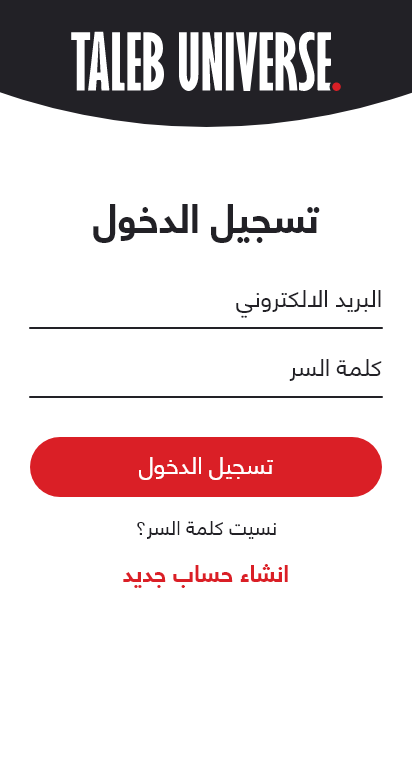 TALEB UNIVERSE.
تسجيل الدخول
البريد الالكتروني
كلمة السر
تسجيل الدخول
نسيت كلمة السر؟
انشاء حساب جديد